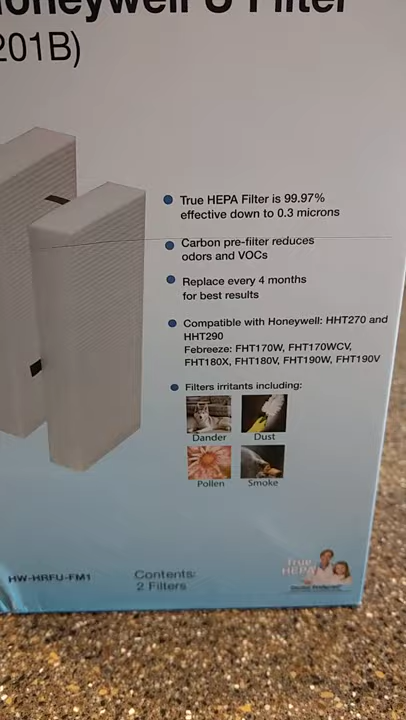 Honeywell U Filter
201B)
True HEPA Filter is 99.97%
effective down to 0.3 microns
Carbon pre-filter reduces
odors and VOCs
Replace every 4 months
for best results
Compatible with Honeywell: HHT270 and
HHT290
Febreeze: FHT170W, FHT170WCV,
FHT180X, FHT180V, FHT190W, FHT190V
Filters irritants including:
Dander
Dust
Pollen
Smoke
HW-HRFU-FM1
Contents:
2 Filters
True
HEPA